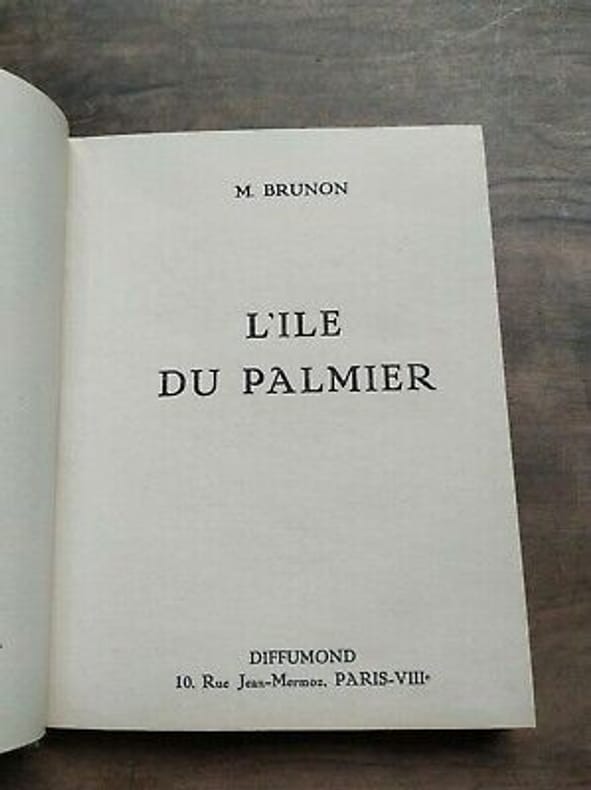 M. BRUNON
L'ILE
DU PALMIER
DIFFUMOND
10, Rue Jean-Mermoz, PARIS-VIIIᵉ